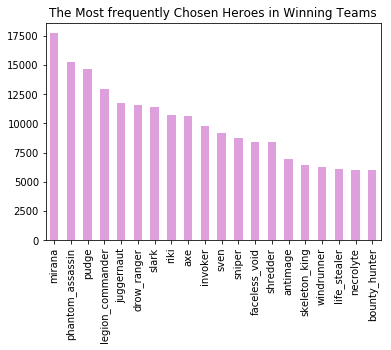 The Most frequently Chosen Heroes in Winning Teams
17500
15000
12500
10000
7500
5000
2500
0
mirana
phantom_assassin
pudge
legion_commander
juggernaut
drow_ranger
slark
riki
axe
invoker
sven
sniper
faceless_void
shredder
antimage
skeleton_king
windrunner
life_stealer
necrolyte
bounty_hunter